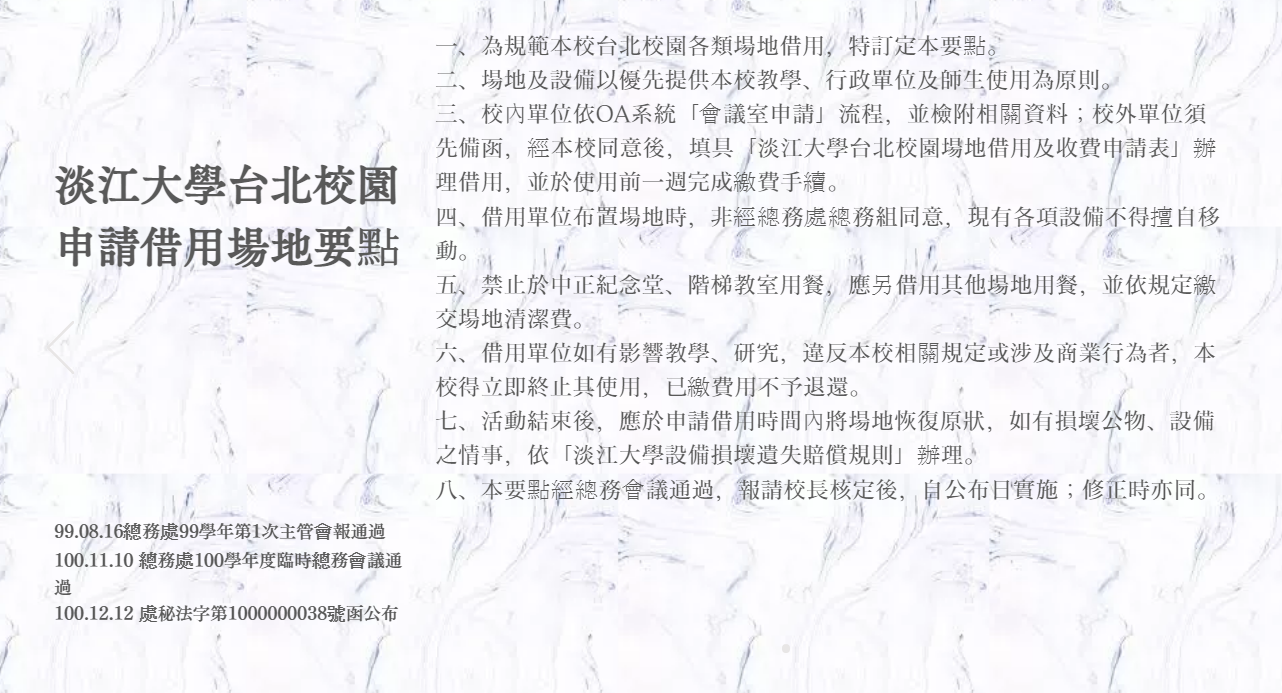 淡江大學台北校園
申請借用場地要點
99.08.16總務處99學年第1次主管會報通過
100.11.10 總務處100學年度臨時總務會議通
過
100.12.12 處秘法字第1000000038號函公布
一、為規範本校台北校園各類場地借用，特訂定本要點。
二、場地及設備以優先提供本校教學、行政單位及師生使用為原則。
三、校內單位依OA系統「會議室申請」流程，並檢附相關資料；校外單位須
先備函，經本校同意後，填具「淡江大學台北校園場地借用及收費申請表」辦
理借用，並於使用前一週完成繳費手續。
四、借用單位布置場地時，非經總務處總務組同意，現有各項設備不得擅自移
動。
五、禁止於中正紀念堂、階梯教室用餐，應另借用其他場地用餐，並依規定繳
交場地清潔費。
六、借用單位如有影響教學、研究，違反本校相關規定或涉及商業行為者，本
校得立即終止其使用，已繳費用不予退還。
七、活動結束後，應於申請借用時間內將場地恢復原狀，如有損壞公物、設備
之情事，依「淡江大學設備損壞遺失賠償規則」辦理。
八、本要點經總務會議通過，報請校長核定後，自公布日實施；修正時亦同。